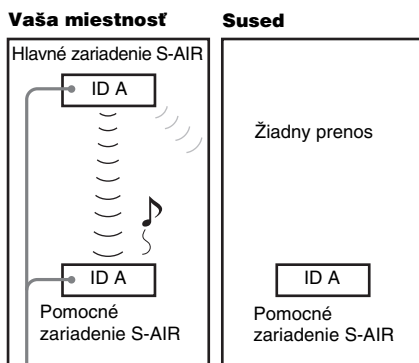 Vaša miestnosť
Hlavné zariadenie S-AIR
ID A
ID A
Pomocné
zariadenie S-AIR
Sused
Žiadny prenos
ID A
Pomocné
zariadenie S-AIR